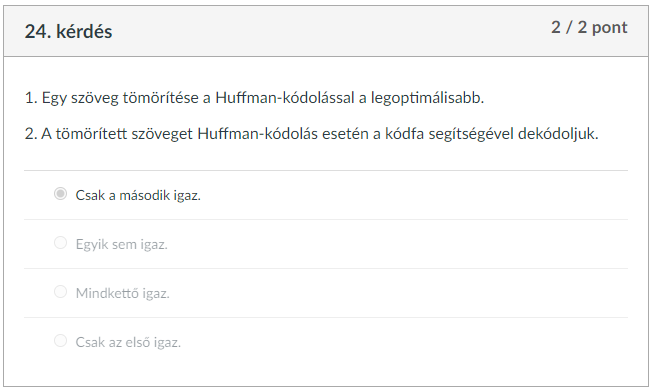 24. kérdés
2 / 2 pont
1. Egy szöveg tömörítése a Huffman-kódolással a legoptimálisabb.
2. A tömörített szöveget Huffman-kódolás esetén a kódfa segítségével dekódoljuk.
Csak a második igaz.
Egyik sem igaz.
Mindkettő igaz.
Csak az első igaz.